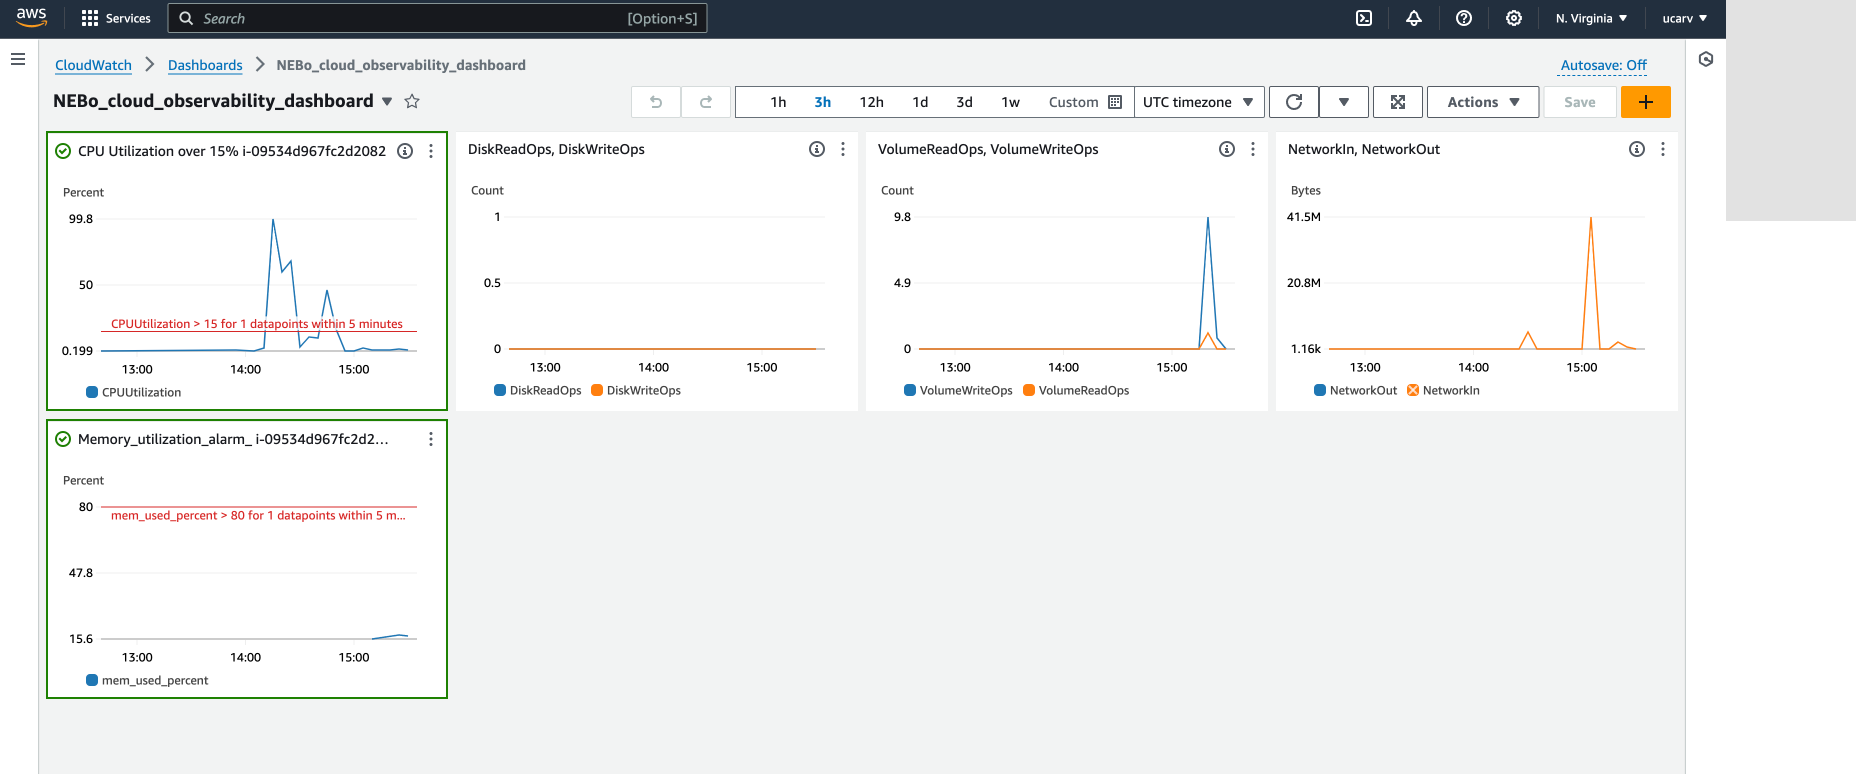 aws Services Search [Option+S] N. Virginia ucarv
CloudWatch Dashboards NEBo_cloud_observability_dashboard Autosave: Off
NEBo_cloud_observability_dashboard 1h 3h 12h 1d 3d 1w Custom UTC timezone Actions Save
CPU Utilization over 15% i-09534d967fc2d2082
Percent
99.8
50
CPUUtilization > 15 for 1 datapoints within 5 minutes
0.199
13:00 14:00 15:00
CPUUtilization
DiskReadOps, DiskWriteOps
Count
1
0.5
0
13:00 14:00 15:00
DiskReadOps DiskWriteOps
VolumeReadOps, VolumeWriteOps
Count
9.8
4.9
0
13:00 14:00 15:00
VolumeWriteOps VolumeReadOps
NetworkIn, NetworkOut
Bytes
41.5M
20.8M
1.16k
13:00 14:00 15:00
NetworkOut NetworkIn
Memory_utilization_alarm_ i-09534d967fc2d2...
Percent
80
mem_used_percent > 80 for 1 datapoints within 5 m...
47.8
15.6
13:00 14:00 15:00
mem_used_percent